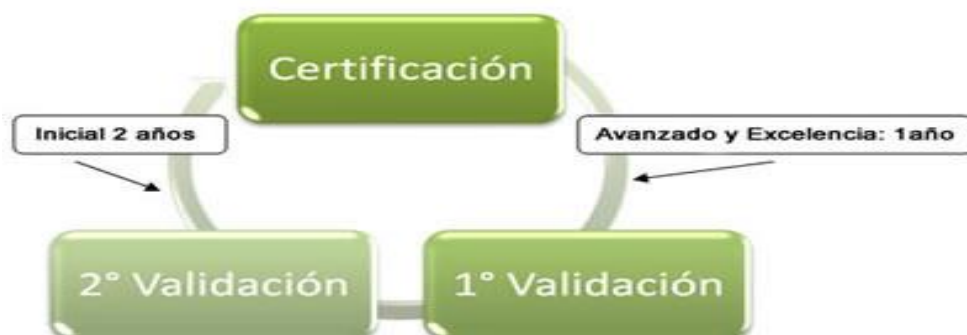 Certificación
Inicial 2 años
Avanzado y Excelencia: 1año
2° Validación
1° Validación